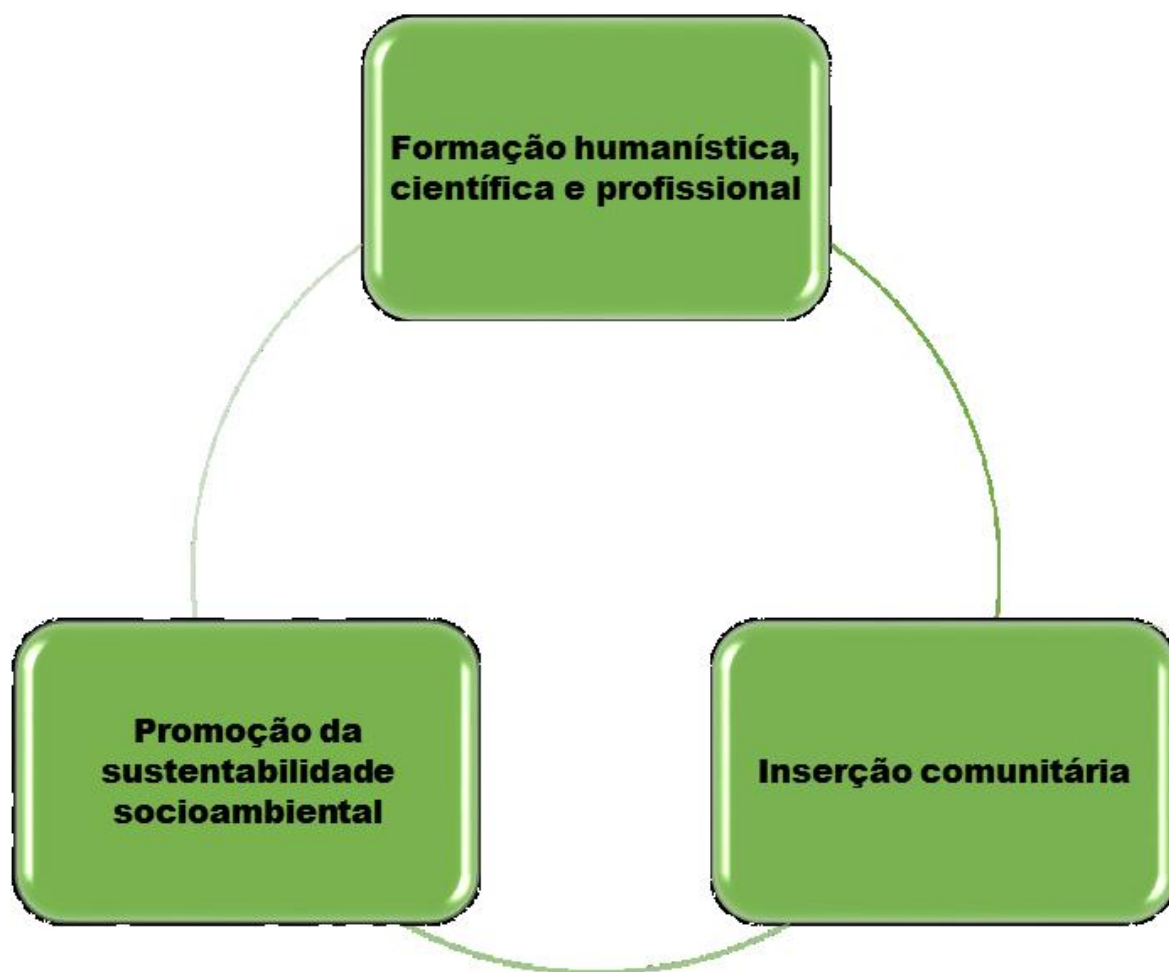 Formação humanística,
científica e profissional
Promoção da
sustentabilidade
socioambiental
Inserção comunitária